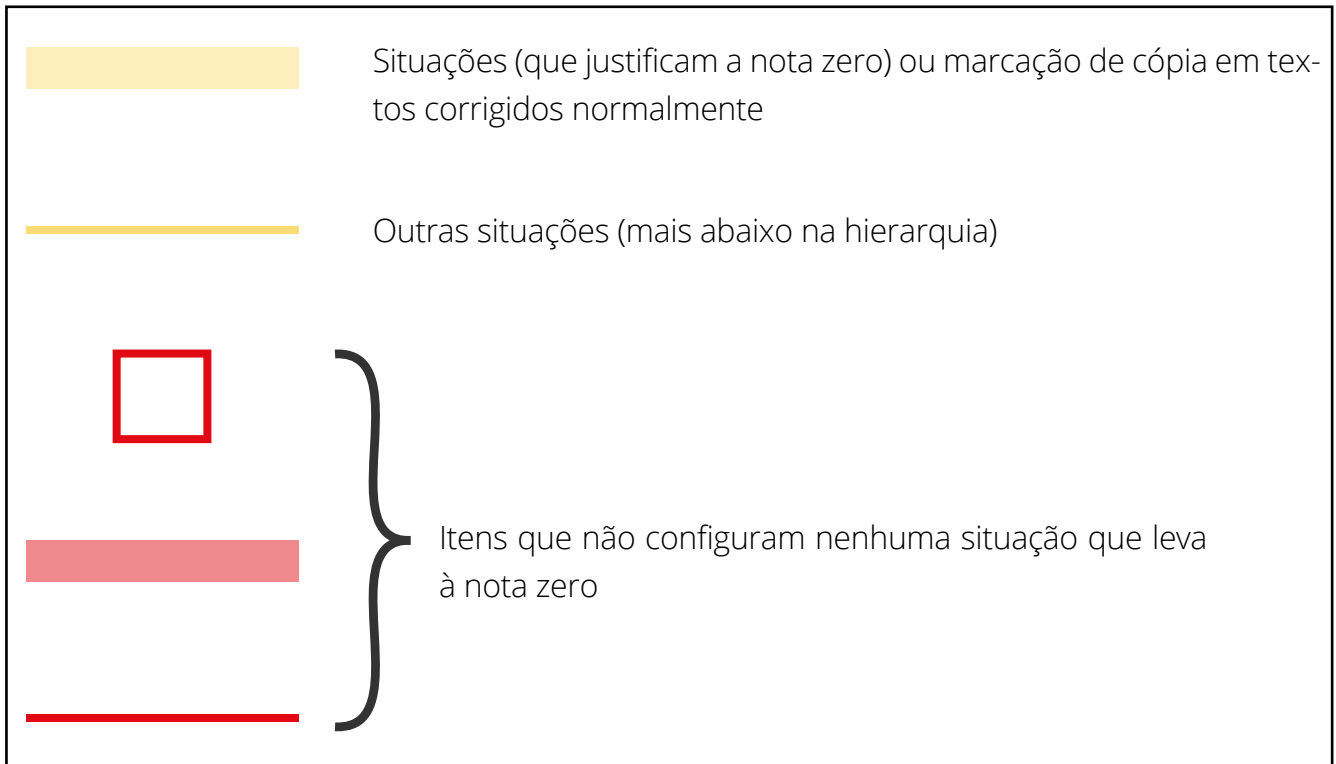 Situações (que justificam a nota zero) ou marcação de cópia em tex-
tos corrigidos normalmente
Outras situações (mais abaixo na hierarquia)
Itens que não configuram nenhuma situação que leva
à nota zero